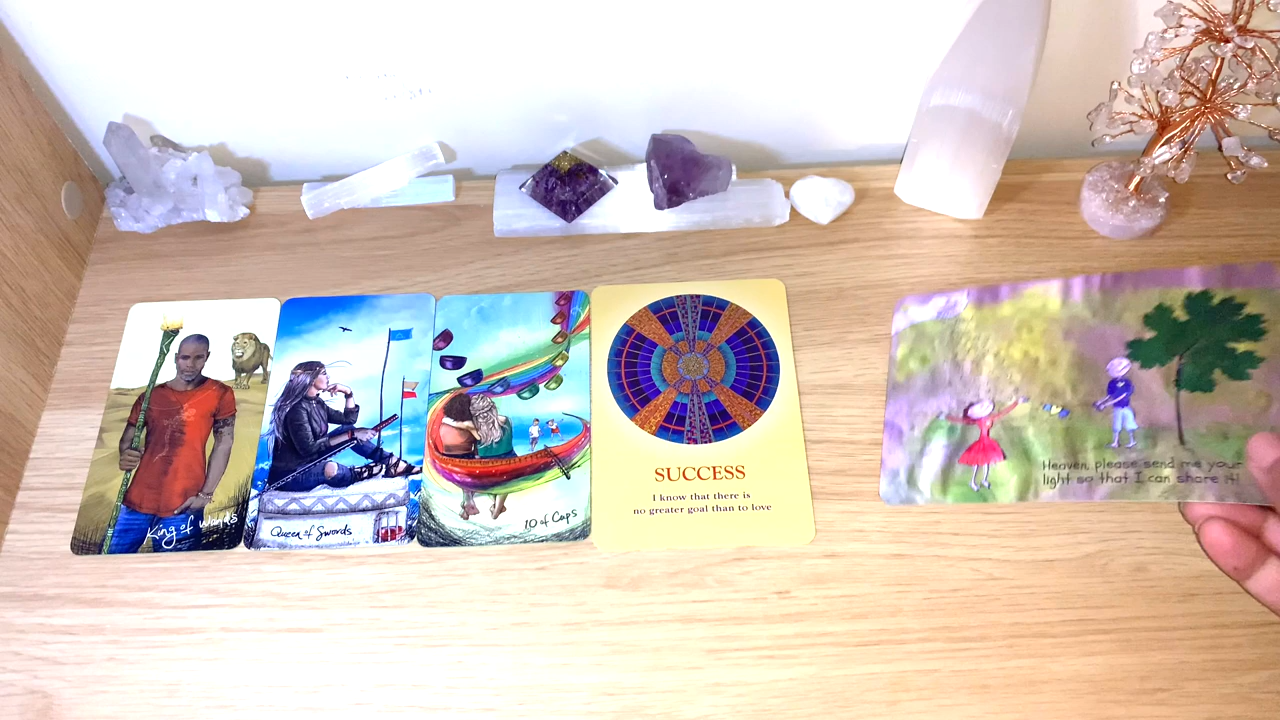 King of Wands
Queen of Swords
10 of Cups
SUCCESS
I know that there is
no greater goal than to love
Heaven, please send me your
light so that I can share it!